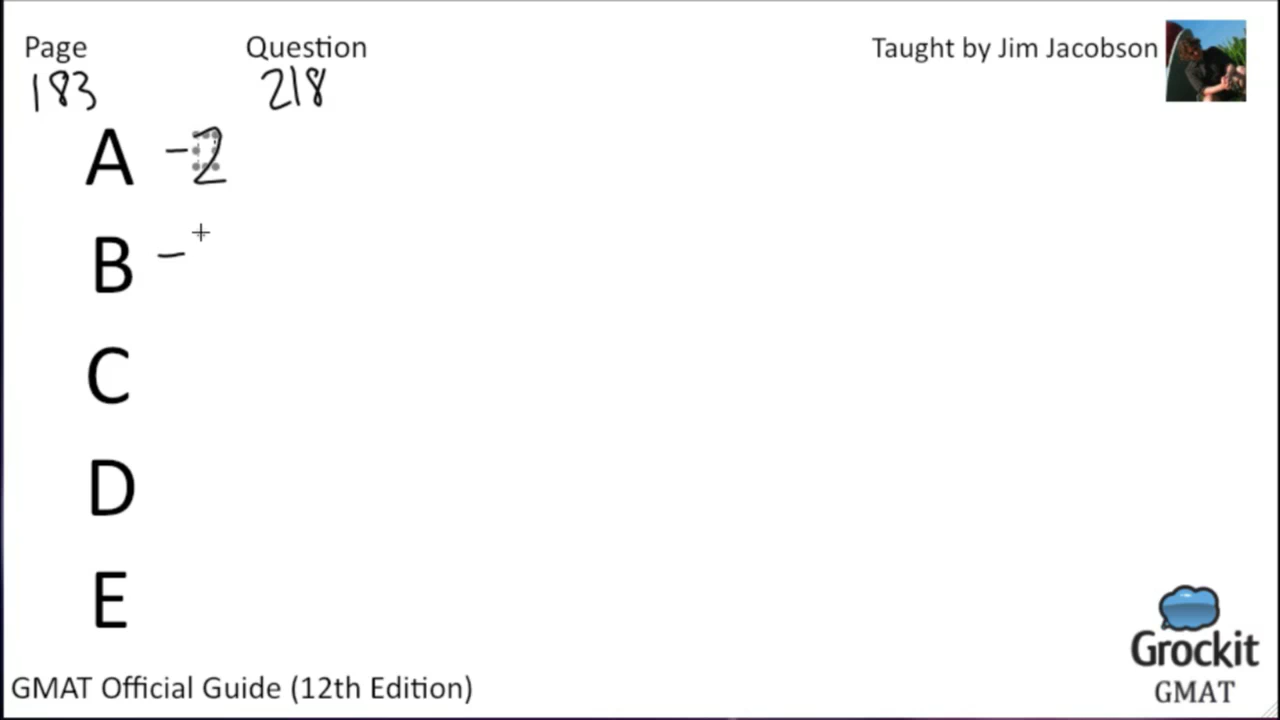 Page Question Taught by Jim Jacobson
183 218
A -2
B -
C
D
E
Grockit
GMAT
GMAT Official Guide (12th Edition)